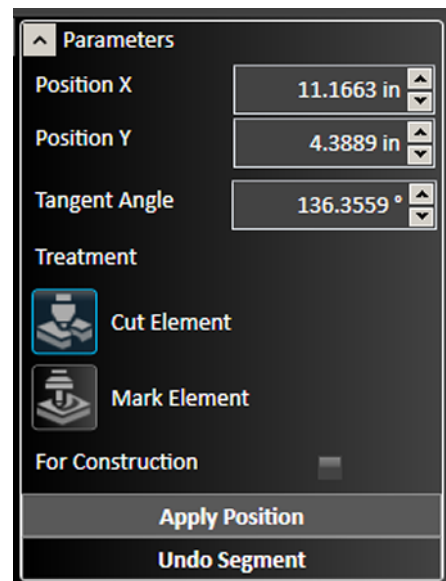 Parameters
Position X 11.1663 in
Position Y 4.3889 in
Tangent Angle 136.3559 °
Treatment
Cut Element
Mark Element
For Construction
Apply Position
Undo Segment